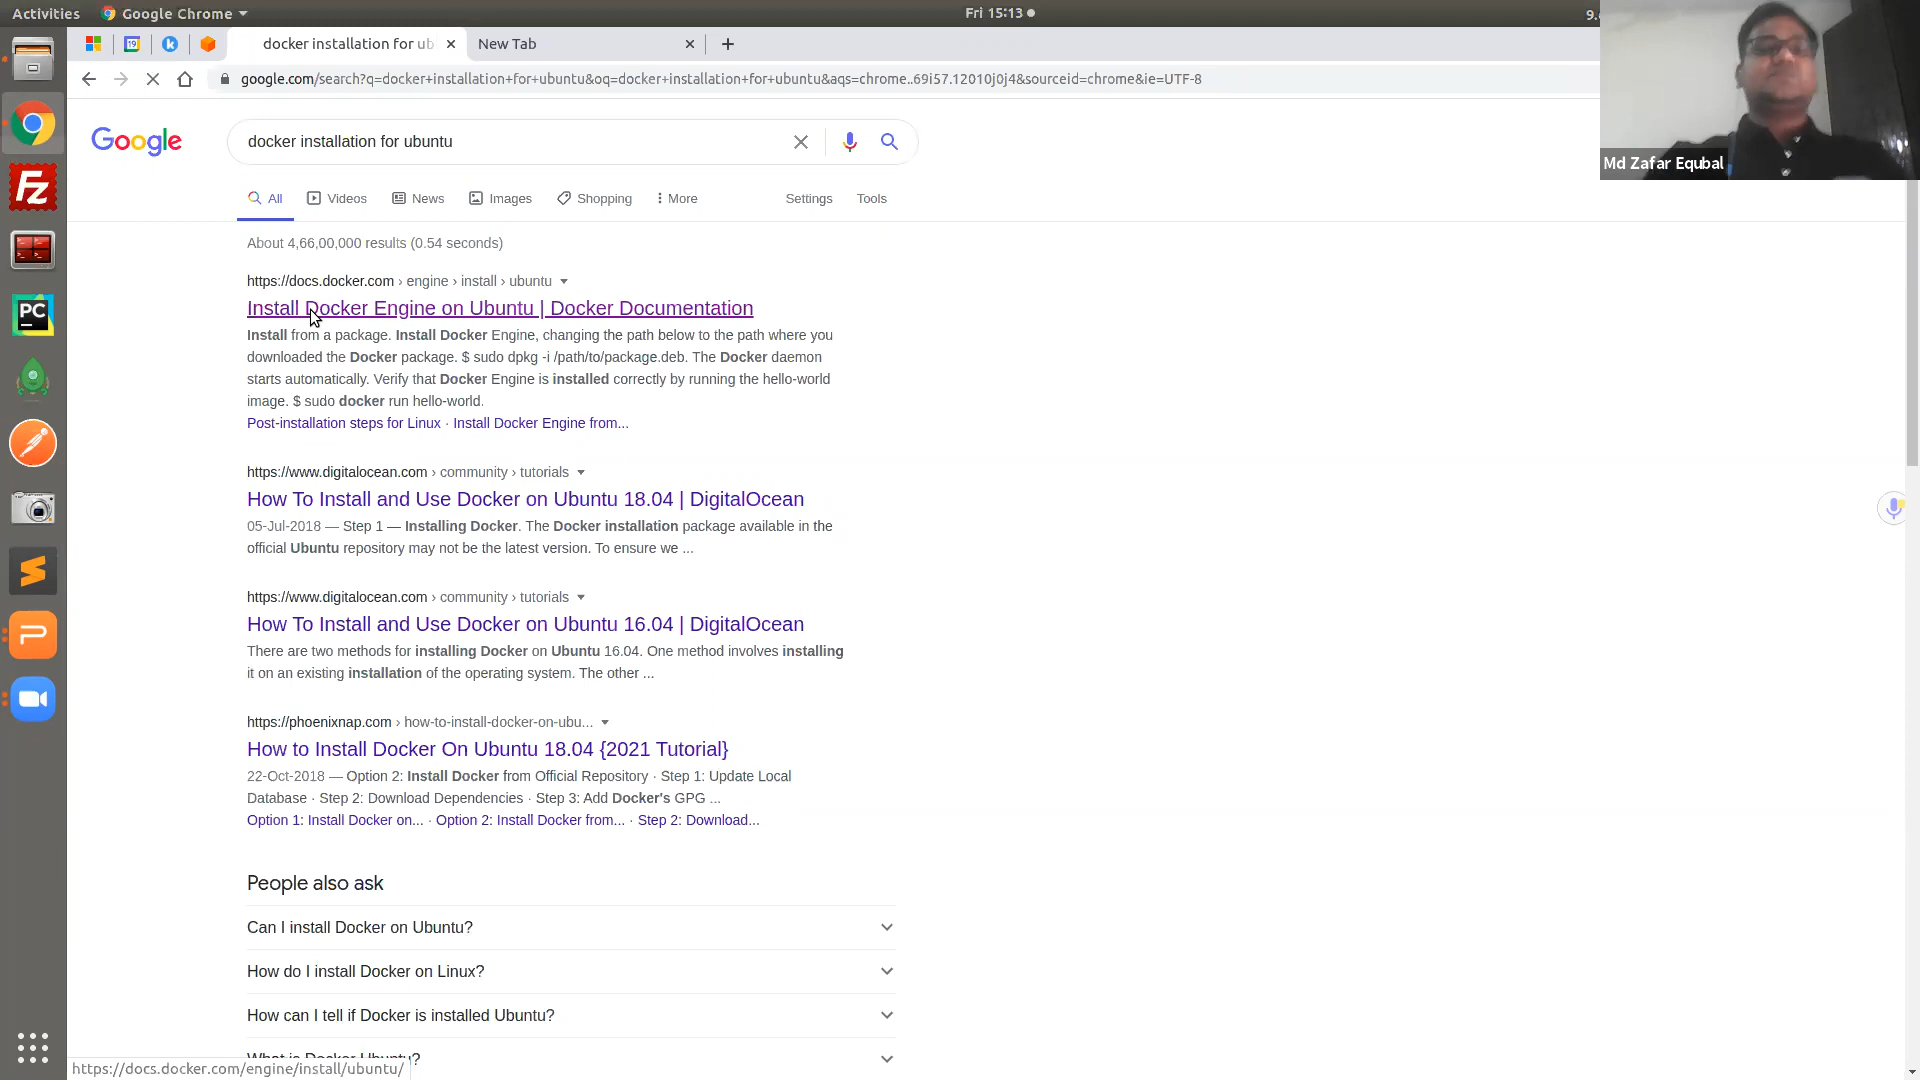 Activities
Google Chrome
Fri 15:13
docker installation for ub
New Tab
google.com/search?q=docker+installation+for+ubuntu&oq=docker+installation+for+ubuntu&aqs=chrome..69i57.12010j0j4&sourceid=chrome&ie=UTF-8
Md Zafar Equbal
Google
docker installation for ubuntu
All
Videos
News
Images
Shopping
More
Settings
Tools
About 4,66,00,000 results (0.54 seconds)
https://docs.docker.com › engine › install › ubuntu
Install Docker Engine on Ubuntu | Docker Documentation
Install from a package. Install Docker Engine, changing the path below to the path where you
downloaded the Docker package. $ sudo dpkg -i /path/to/package.deb. The Docker daemon
starts automatically. Verify that Docker Engine is installed correctly by running the hello-world
image. $ sudo docker run hello-world.
Post-installation steps for Linux · Install Docker Engine from...
https://www.digitalocean.com › community › tutorials
How To Install and Use Docker on Ubuntu 18.04 | DigitalOcean
05-Jul-2018 — Step 1 — Installing Docker. The Docker installation package available in the
official Ubuntu repository may not be the latest version. To ensure we ...
https://www.digitalocean.com › community › tutorials
How To Install and Use Docker on Ubuntu 16.04 | DigitalOcean
There are two methods for installing Docker on Ubuntu 16.04. One method involves installing
it on an existing installation of the operating system. The other ...
https://phoenixnap.com › how-to-install-docker-on-ubu...
How to Install Docker On Ubuntu 18.04 {2021 Tutorial}
22-Oct-2018 — Option 2: Install Docker from Official Repository · Step 1: Update Local
Database · Step 2: Download Dependencies · Step 3: Add Docker's GPG ...
Option 1: Install Docker on... · Option 2: Install Docker from... · Step 2: Download...
People also ask
Can I install Docker on Ubuntu?
How do I install Docker on Linux?
How can I tell if Docker is installed Ubuntu?
What is Docker Ubuntu?
https://docs.docker.com/engine/install/ubuntu/